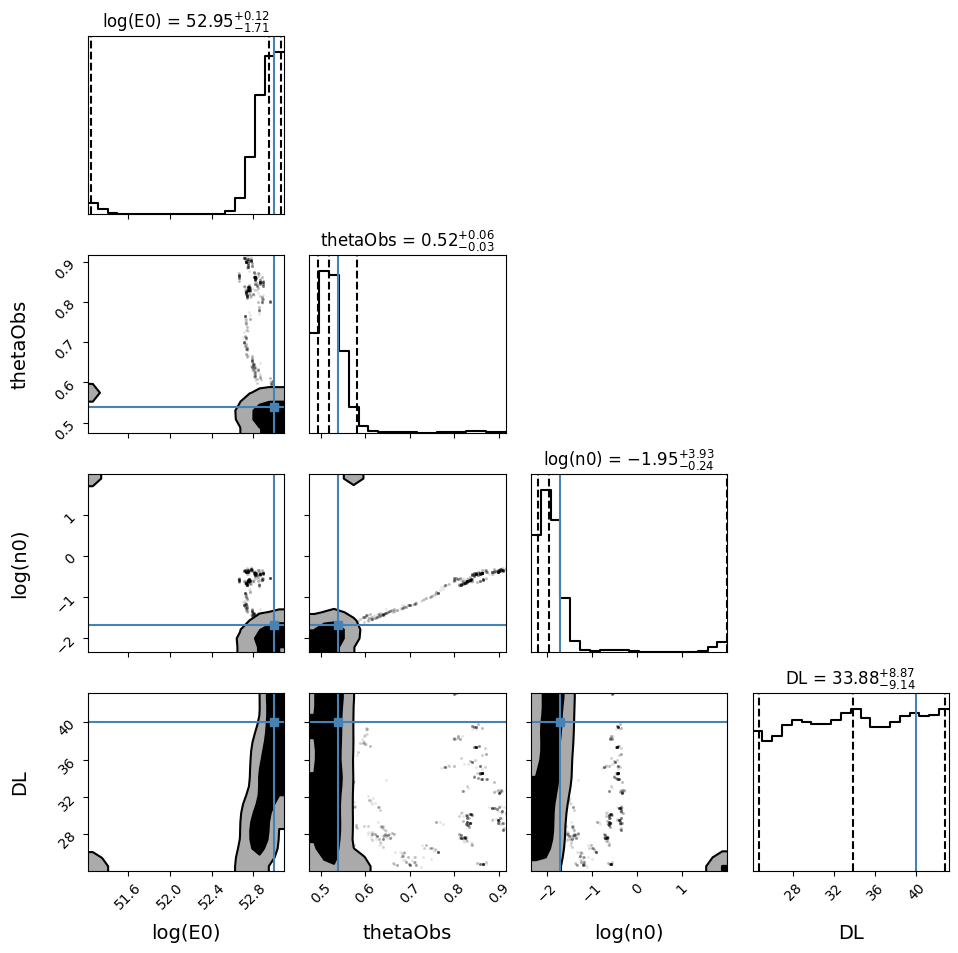 log(E0) = 52.95+0.12−1.71
thetaObs
0.9
0.8
0.7
0.6
0.5
thetaObs = 0.52+0.06−0.03
log(n0)
1
0
−1
−2
log(n0) = −1.95+3.93−0.24
DL
40
36
32
28
DL = 33.88+8.87−9.14
51.6 52.0 52.4 52.8
0.5 0.6 0.7 0.8 0.9
−2 −1 0 1
28 32 36 40
log(E0) thetaObs log(n0) DL